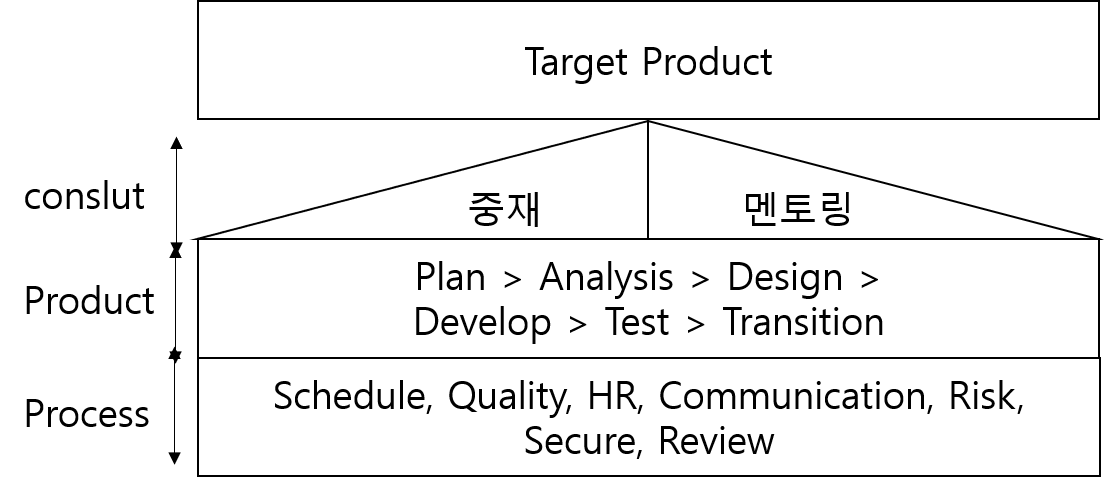 Target Product
conslut
중재
멘토링
Product
Plan > Analysis > Design >
Develop > Test > Transition
Process
Schedule, Quality, HR, Communication, Risk,
Secure, Review